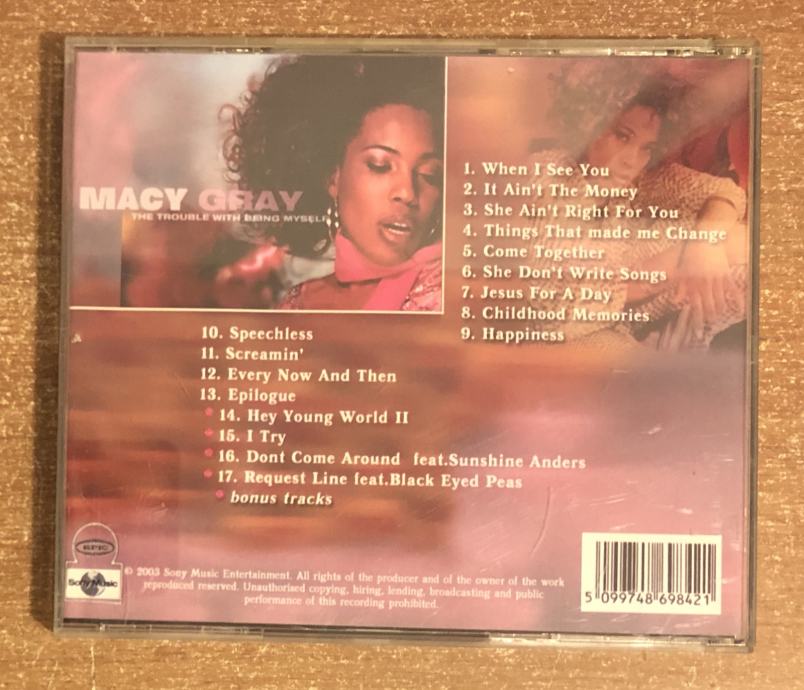 MACY GRAY
THE TROUBLE WITH BEING MYSELF
1. When I See You
2. It Ain't The Money
3. She Ain't Right For You
4. Things That made me Change
5. Come Together
6. She Don't Write Songs
7. Jesus For A Day
8. Childhood Memories
9. Happiness
10. Speechless
11. Screamin'
12. Every Now And Then
13. Epilogue
* 14. Hey Young World II
* 15. I Try
* 16. Dont Come Around feat.Sunshine Anders
* 17. Request Line feat.Black Eyed Peas
* bonus tracks
EPIC
Sony Music
© 2003 Sony Music Entertainment. All rights of the producer and of the owner of the work
reproduced reserved. Unauthorised copying, hiring, lending, broadcasting and public
performance of this recording prohibited.
5 099748 698421